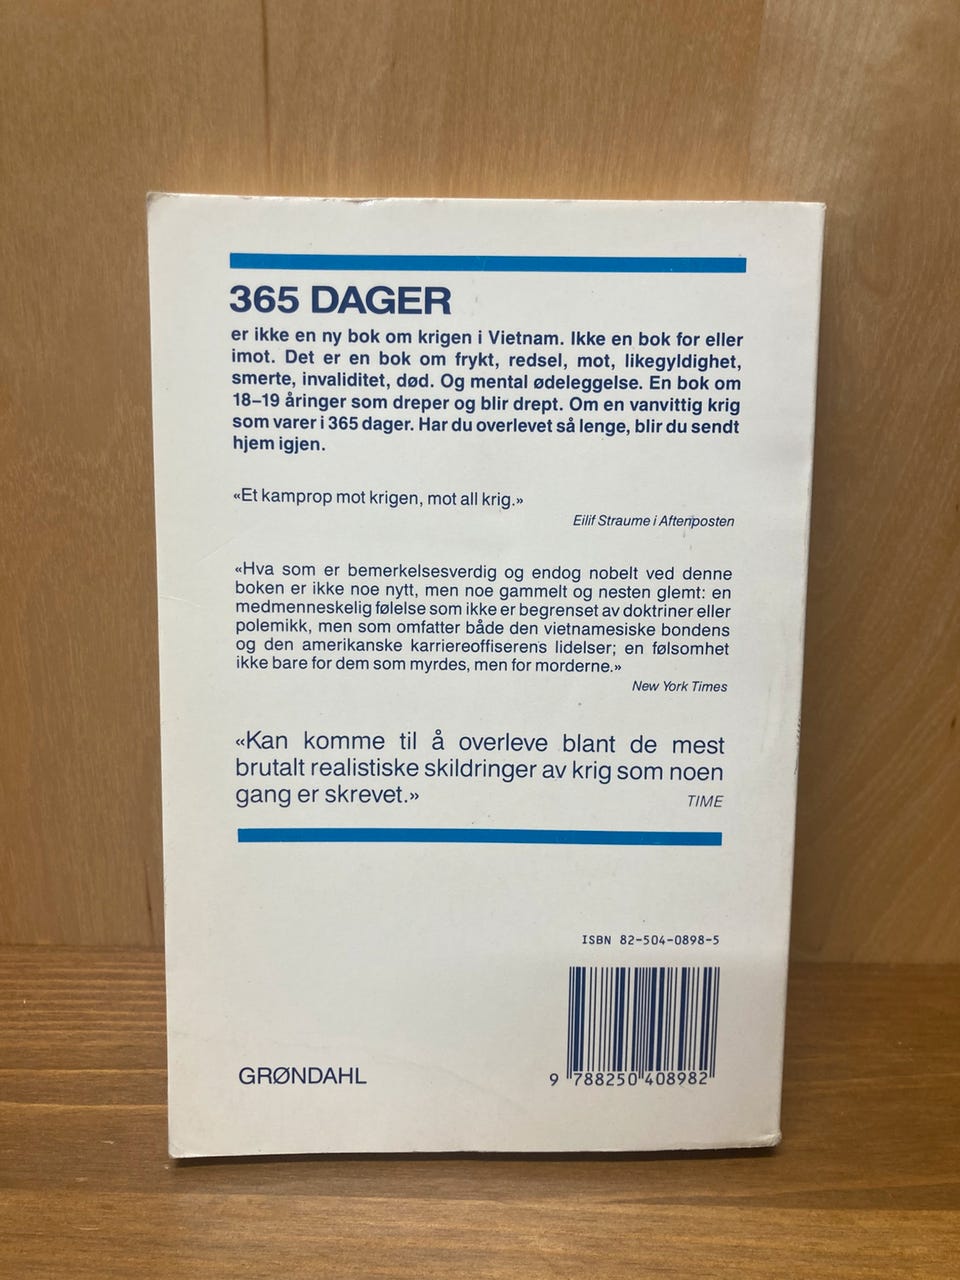 365 DAGER
er ikke en ny bok om krigen i Vietnam. Ikke en bok for eller
imot. Det er en bok om frykt, redsel, mot, likegyldighet,
smerte, invaliditet, død. Og mental ødeleggelse. En bok om
18–19 åringer som dreper og blir drept. Om en vanvittig krig
som varer i 365 dager. Har du overlevet så lenge, blir du sendt
hjem igjen.
«Et kamprop mot krigen, mot all krig.»
Eilif Straume i Aftenposten
«Hva som er bemerkelsesverdig og endog nobelt ved denne
boken er ikke noe nytt, men noe gammelt og nesten glemt: en
medmenneskelig følelse som ikke er begrenset av doktriner eller
polemikk, men som omfatter både den vietnamesiske bondens
og den amerikanske karriereoffiserens lidelser; en følsomhet
ikke bare for dem som myrdes, men for morderne.»
New York Times
«Kan komme til å overleve blant de mest
brutalt realistiske skildringer av krig som noen
gang er skrevet.»
TIME
ISBN 82-504-0898-5
9 788250 408982
GRØNDAHL